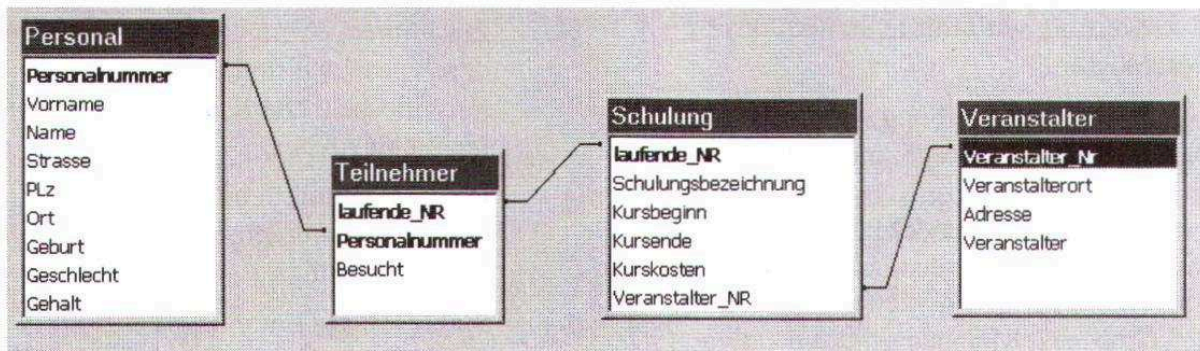 Personal
Personalnummer
Vorname
Name
Strasse
PLz
Ort
Geburt
Geschlecht
Gehalt
Teilnehmer
laufende_NR
Personalnummer
Besucht
Schulung
laufende_NR
Schulungsbezeichnung
Kursbeginn
Kursende
Kurskosten
Veranstalter_NR
Veranstalter
Veranstalter_Nr
Veranstalterort
Adresse
Veranstalter